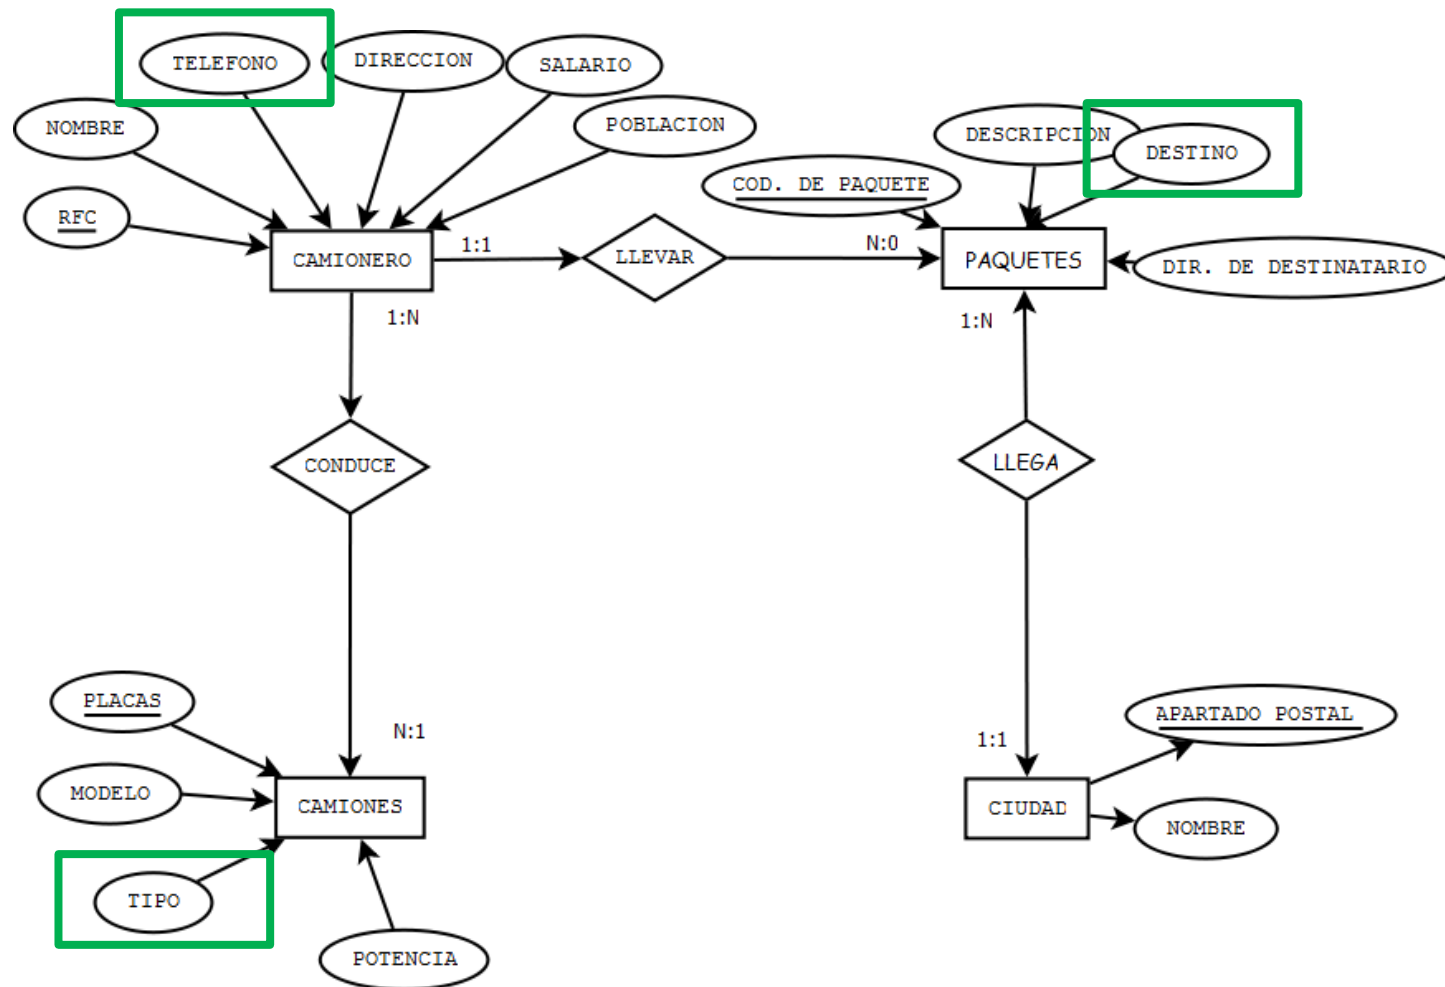 TELEFONO
DIRECCION
SALARIO
NOMBRE
POBLACION
DESCRIPCION
DESTINO
COD. DE PAQUETE
RFC
CAMIONERO
1:1
LLEVAR
N:0
PAQUETES
DIR. DE DESTINATARIO
1:N
1:N
CONDUCE
LLEGA
PLACAS
N:1
1:1
APARTADO POSTAL
MODELO
CAMIONES
CIUDAD
NOMBRE
TIPO
POTENCIA